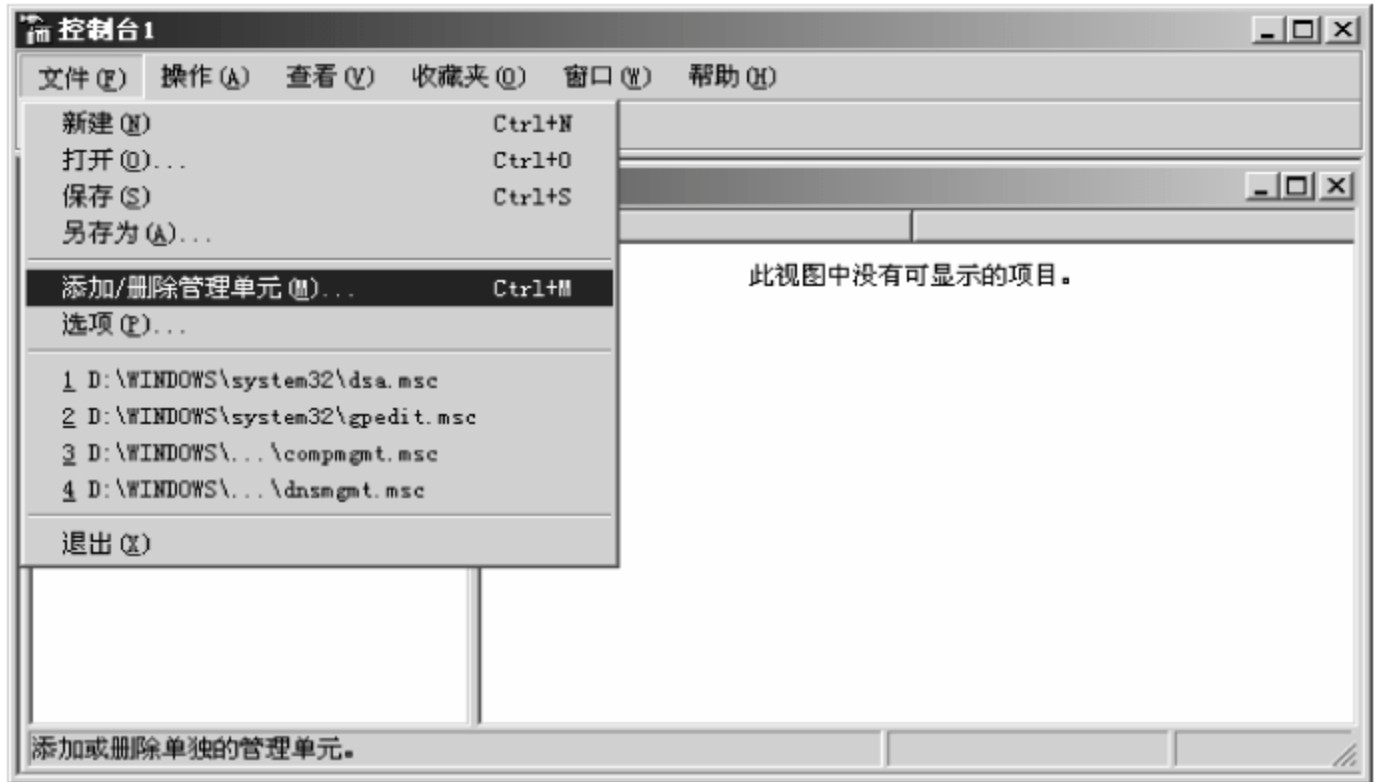 控制台1
文件(F) 操作(A) 查看(V) 收藏夹(O) 窗口(W) 帮助(H)
新建(N) Ctrl+N
打开(O)... Ctrl+O
保存(S) Ctrl+S
另存为(A)...
添加/删除管理单元(M)... Ctrl+M
选项(P)...
1 D:\WINDOWS\system32\dsa.msc
2 D:\WINDOWS\system32\gpedit.msc
3 D:\WINDOWS\...\compmgmt.msc
4 D:\WINDOWS\...\dnsmgmt.msc
退出(X)
此视图中没有可显示的项目。
添加或删除单独的管理单元。